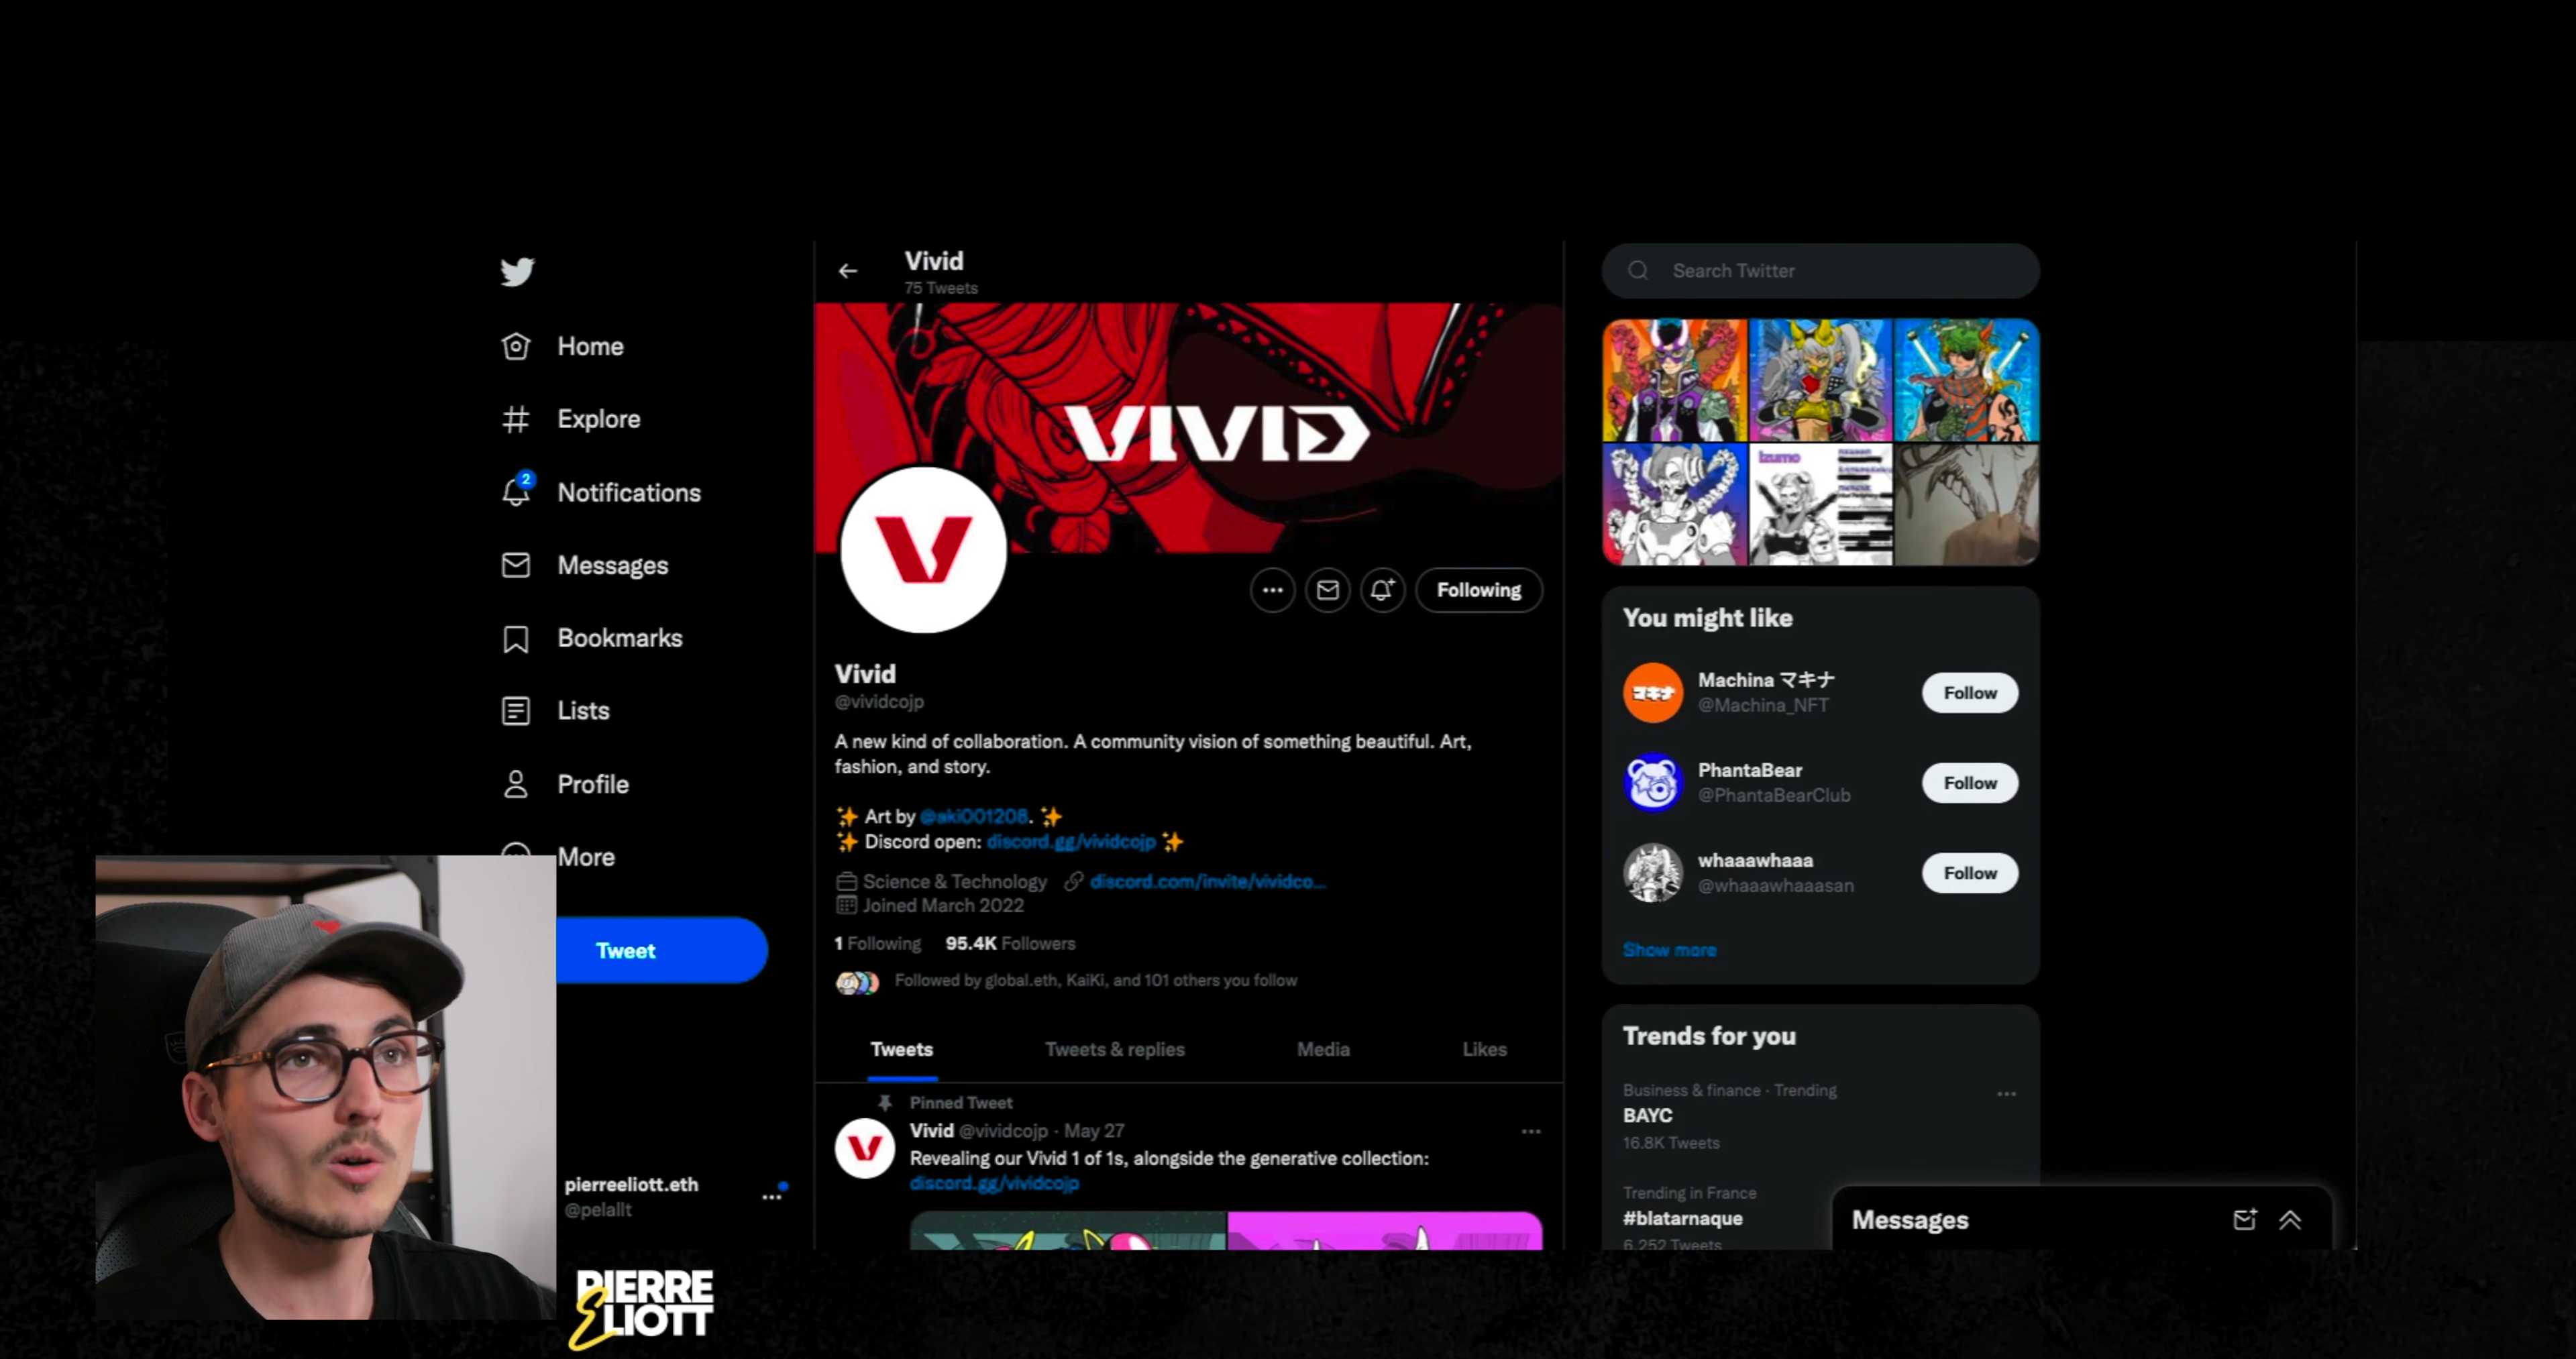 Vivid
75 Tweets
Search Twitter
Home
Explore
2
Notifications
Messages
Bookmarks
Lists
Profile
More
Tweet
pierreeliott.eth
@pelallt
PIERRE
ELIOTT
VIVID
V
Following
Vivid
@vividcojp
A new kind of collaboration. A community vision of something beautiful. Art,
fashion, and story.
✨ Art by @aki001208. ✨
✨ Discord open: discord.gg/vividcojp ✨
Science & Technology discord.com/invite/vividco...
Joined March 2022
1 Following 95.4K Followers
Followed by global.eth, KaiKi, and 101 others you follow
Tweets Tweets & replies Media Likes
Pinned Tweet
V
Vivid @vividcojp · May 27
Revealing our Vivid 1 of 1s, alongside the generative collection:
discord.gg/vividcojp
Izumo
You might like
マキナ
Machina マキナ
@Machina_NFT
Follow
PhantaBear
@PhantaBearClub
Follow
whaaawhaaa
@whaaawhaaasan
Follow
Show more
Trends for you
Business & finance · Trending
BAYC
16.8K Tweets
Trending in France
#blatarnaque
6,252 Tweets
Messages